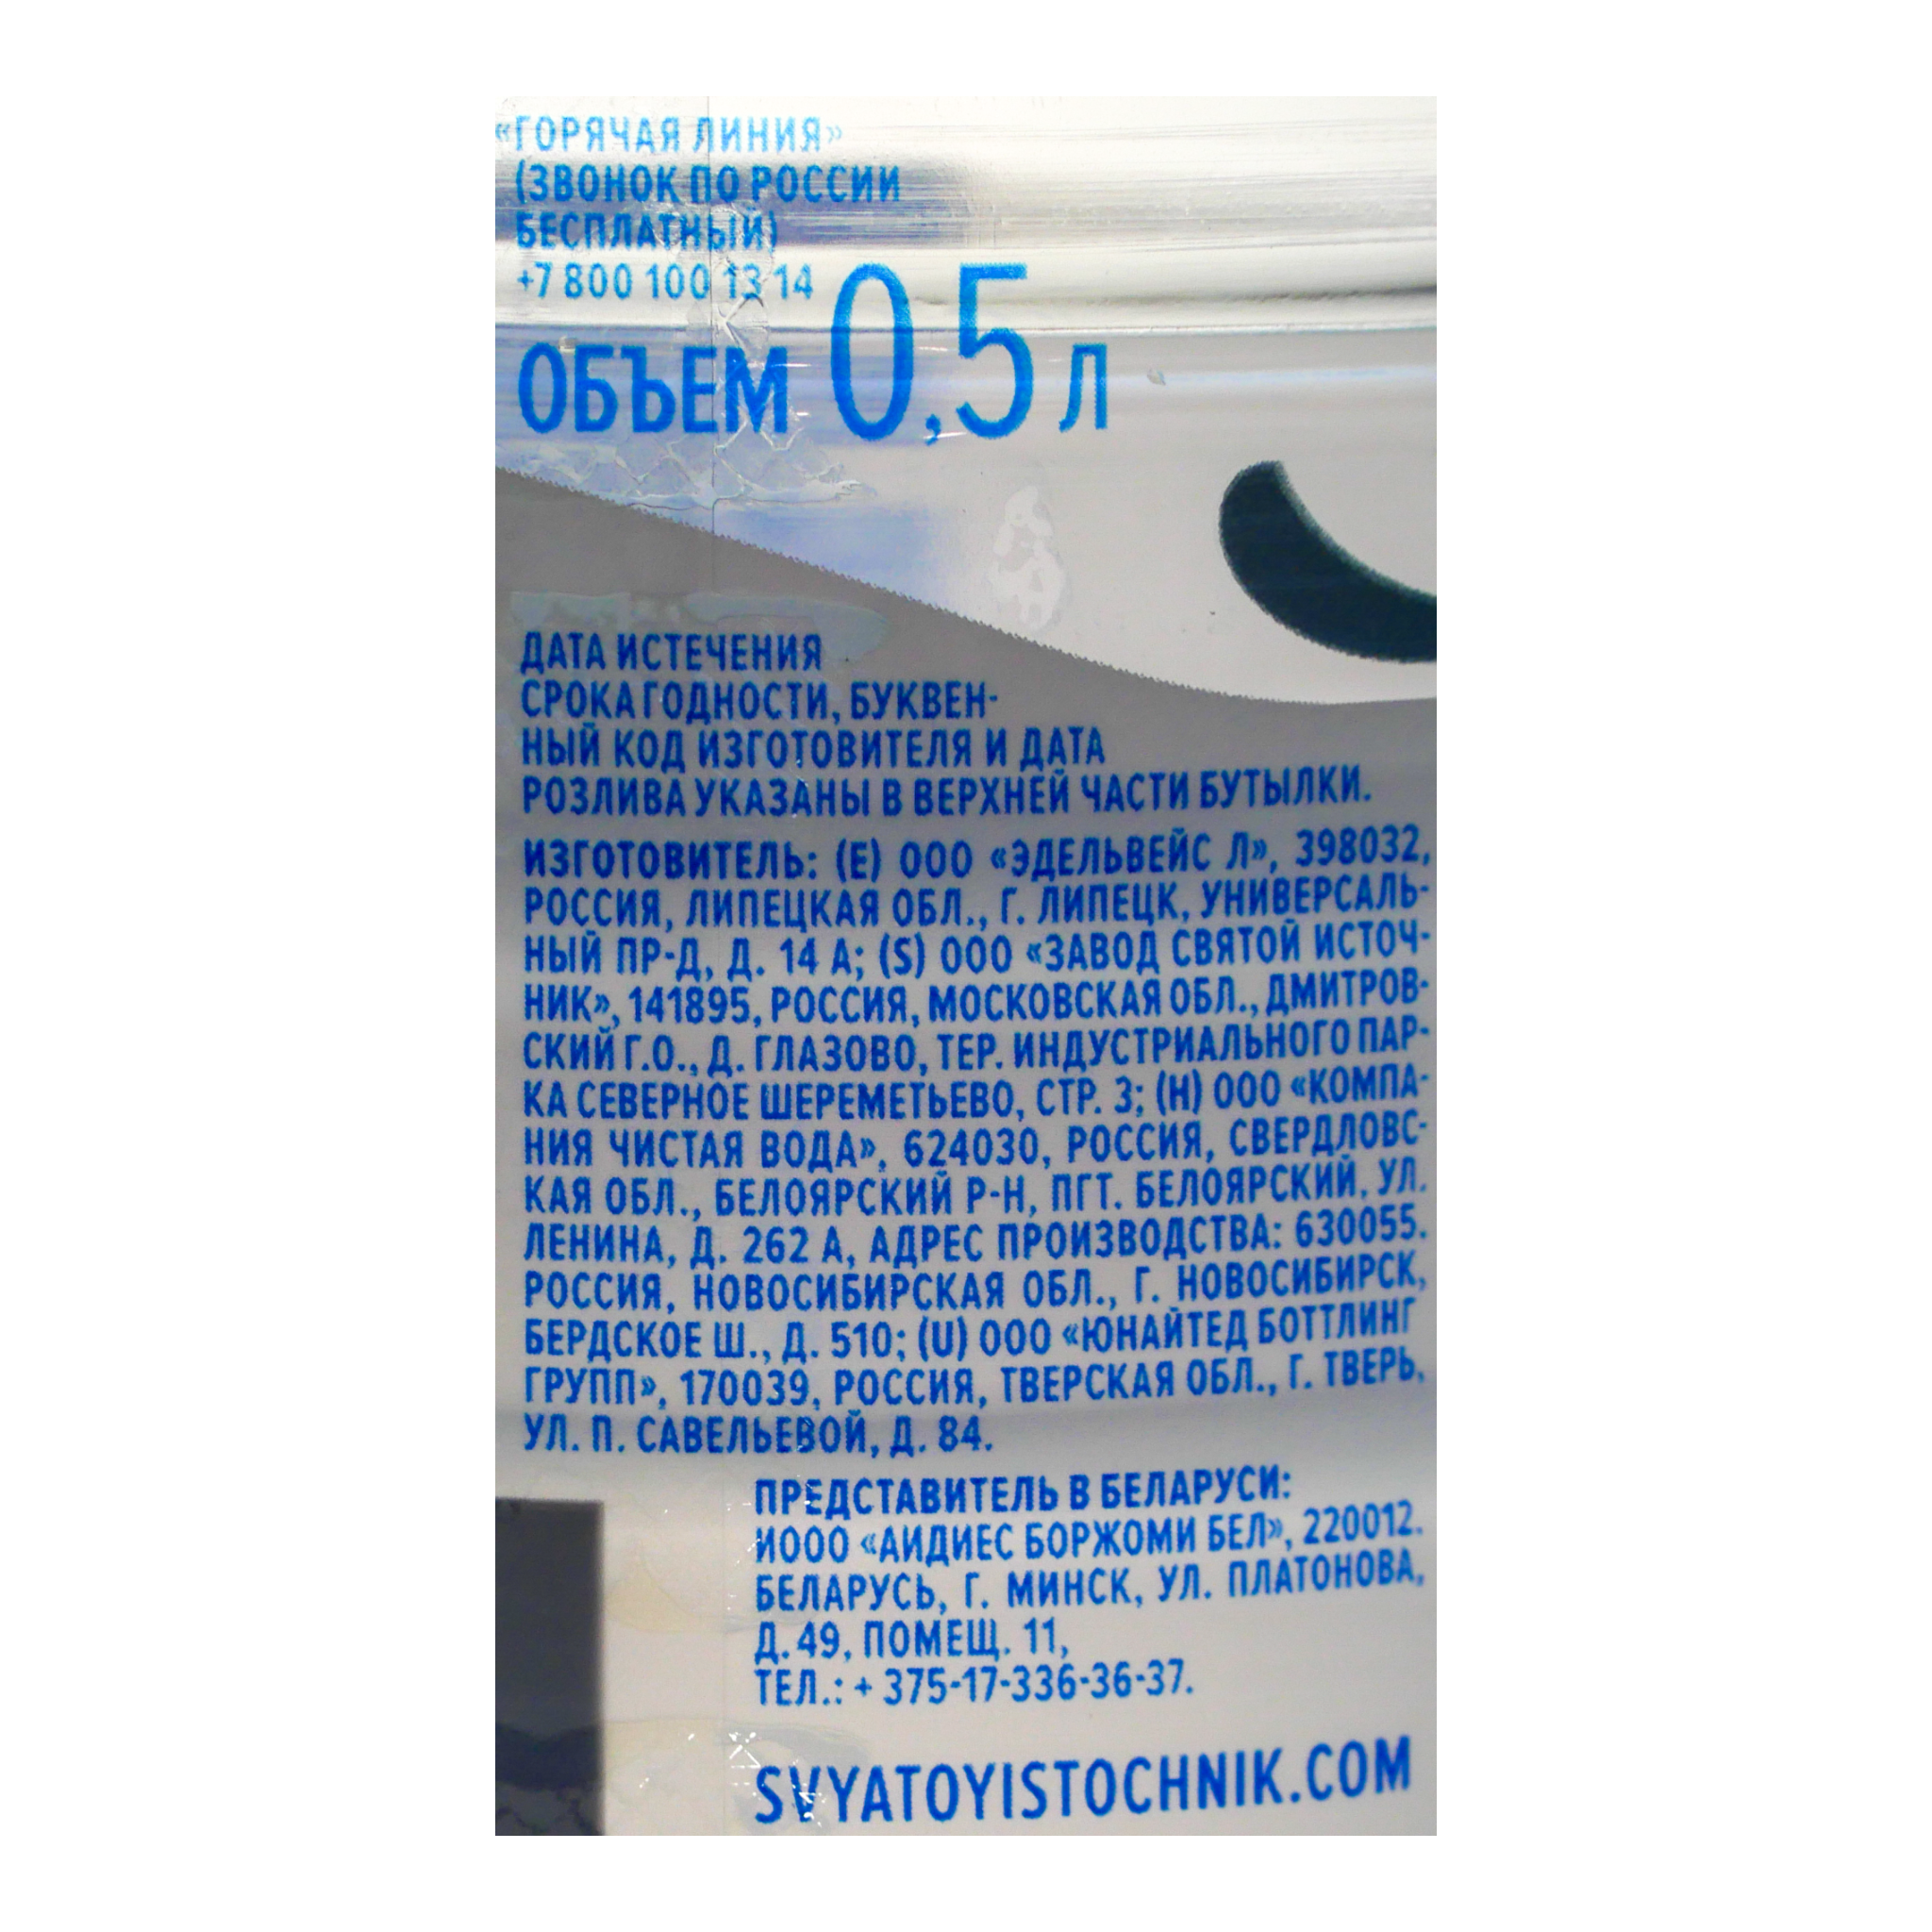 «ГОРЯЧАЯ ЛИНИЯ»
(ЗВОНОК ПО РОССИИ
БЕСПЛАТНЫЙ)
+7 800 100 13 14
ОБЪЕМ 0,5 Л
ДАТА ИСТЕЧЕНИЯ
СРОКА ГОДНОСТИ, БУКВЕН-
НЫЙ КОД ИЗГОТОВИТЕЛЯ И ДАТА
РОЗЛИВА УКАЗАНЫ В ВЕРХНЕЙ ЧАСТИ БУТЫЛКИ.
ИЗГОТОВИТЕЛЬ: (E) ООО «ЭДЕЛЬВЕЙС Л», 398032,
РОССИЯ, ЛИПЕЦКАЯ ОБЛ., Г. ЛИПЕЦК, УНИВЕРСАЛЬ-
НЫЙ ПР-Д, Д. 14 А; (S) ООО «ЗАВОД СВЯТОЙ ИСТОЧ-
НИК», 141895, РОССИЯ, МОСКОВСКАЯ ОБЛ., ДМИТРОВ-
СКИЙ Г.О., Д. ГЛАЗОВО, ТЕР. ИНДУСТРИАЛЬНОГО ПАР-
КА СЕВЕРНОЕ ШЕРЕМЕТЬЕВО, СТР. 3; (H) ООО «КОМПА-
НИЯ ЧИСТАЯ ВОДА», 624030, РОССИЯ, СВЕРДЛОВС-
КАЯ ОБЛ., БЕЛОЯРСКИЙ Р-Н, ПГТ. БЕЛОЯРСКИЙ, УЛ.
ЛЕНИНА, Д. 262 А, АДРЕС ПРОИЗВОДСТВА: 630055,
РОССИЯ, НОВОСИБИРСКАЯ ОБЛ., Г. НОВОСИБИРСК,
БЕРДСКОЕ Ш., Д. 510; (U) ООО «ЮНАЙТЕД БОТТЛИНГ
ГРУПП», 170039, РОССИЯ, ТВЕРСКАЯ ОБЛ., Г. ТВЕРЬ,
УЛ. П. САВЕЛЬЕВОЙ, Д. 84.
ПРЕДСТАВИТЕЛЬ В БЕЛАРУСИ:
ИООО «АИДИЕС БОРЖОМИ БЕЛ», 220012,
БЕЛАРУСЬ, Г. МИНСК, УЛ. ПЛАТОНОВА,
Д. 49, ПОМЕЩ. 11,
ТЕЛ.: + 375-17-336-36-37.
SVYATOYISTOCHNIK.COM